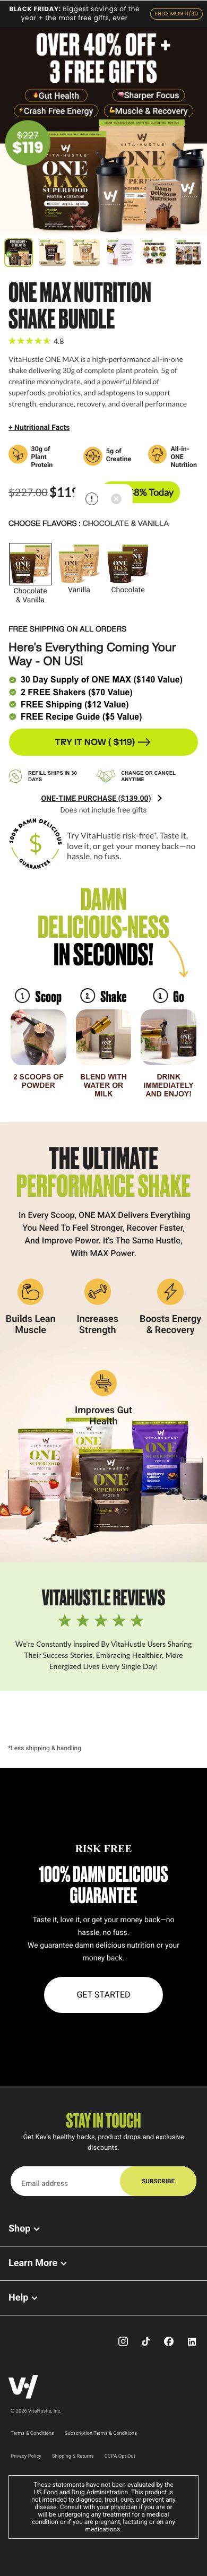 BLACK FRIDAY: Biggest savings of the
year + the most free gifts, ever
ENDS MON 11/30
OVER 40% OFF +
3 FREE GIFTS
Gut Health
Sharper Focus
Crash Free Energy
Muscle & Recovery
$227
$119
VITA·HUSTLE
ONE
SUPERFOOD
PROTEIN + GREENS
ONE MAX NUTRITION
SHAKE BUNDLE
4.8
VitaHustle ONE MAX is a high-performance all-in-one
shake delivering 30g of complete plant protein, 5g of
creatine monohydrate, and a powerful blend of
superfoods, probiotics, and adaptogens to support
strength, endurance, recovery, and overall performance
+ Nutritional Facts
30g of
Plant
Protein
5g of
Creatine
All-in-
ONE
Nutrition
$227.00 $119
8% Today
CHOOSE FLAVORS : CHOCOLATE & VANILLA
Chocolate
& Vanilla
Vanilla
Chocolate
FREE SHIPPING ON ALL ORDERS
Here's Everything Coming Your
Way - ON US!
30 Day Supply of ONE MAX ($140 Value)
2 FREE Shakers ($70 Value)
FREE Shipping ($12 Value)
FREE Recipe Guide ($5 Value)
TRY IT NOW ( $119)
REFILL SHIPS IN 30
DAYS
CHANGE OR CANCEL
ANYTIME
ONE-TIME PURCHASE ($139.00)
Does not include free gifts
100% DAMN DELICIOUS
GUARANTEE
Try VitaHustle risk-free*. Taste it,
love it, or get your money back—no
hassle, no fuss.
DAMN
DELICIOUS-NESS
IN SECONDS!
1 Scoop
2 Shake
3 Go
2 SCOOPS OF
POWDER
BLEND WITH
WATER OR
MILK
DRINK
IMMEDIATELY
AND ENJOY!
THE ULTIMATE
PERFORMANCE SHAKE
In Every Scoop, ONE MAX Delivers Everything
You Need To Feel Stronger, Recover Faster,
And Improve Power. It's The Same Hustle,
With MAX Power.
Builds Lean
Muscle
Increases
Strength
Boosts Energy
& Recovery
Improves Gut
Health
VITA·HUSTLE
ONE
SUPERFOOD
PROTEIN
VITAHUSTLE REVIEWS
We're Constantly Inspired By VitaHustle Users Sharing
Their Success Stories, Embracing Healthier, More
Energized Lives Every Single Day!
*Less shipping & handling
RISK FREE
100% DAMN DELICIOUS
GUARANTEE
Taste it, love it, or get your money back—no
hassle, no fuss.
We guarantee damn delicious nutrition or your
money back.
GET STARTED
STAY IN TOUCH
Get Kev's healthy hacks, product drops and exclusive
discounts.
Email address
SUBSCRIBE
Shop
Learn More
Help
© 2026 VitaHustle, Inc.
Terms & Conditions
Subscription Terms & Conditions
Privacy Policy
Shipping & Returns
CCPA Opt-Out
These statements have not been evaluated by the
US Food and Drug Administration. This product is
not intended to diagnose, treat, cure, or prevent any
disease. Consult with your physician if you are or
will be undergoing any treatment for a medical
condition or if you are pregnant, lactating or on any
medications.